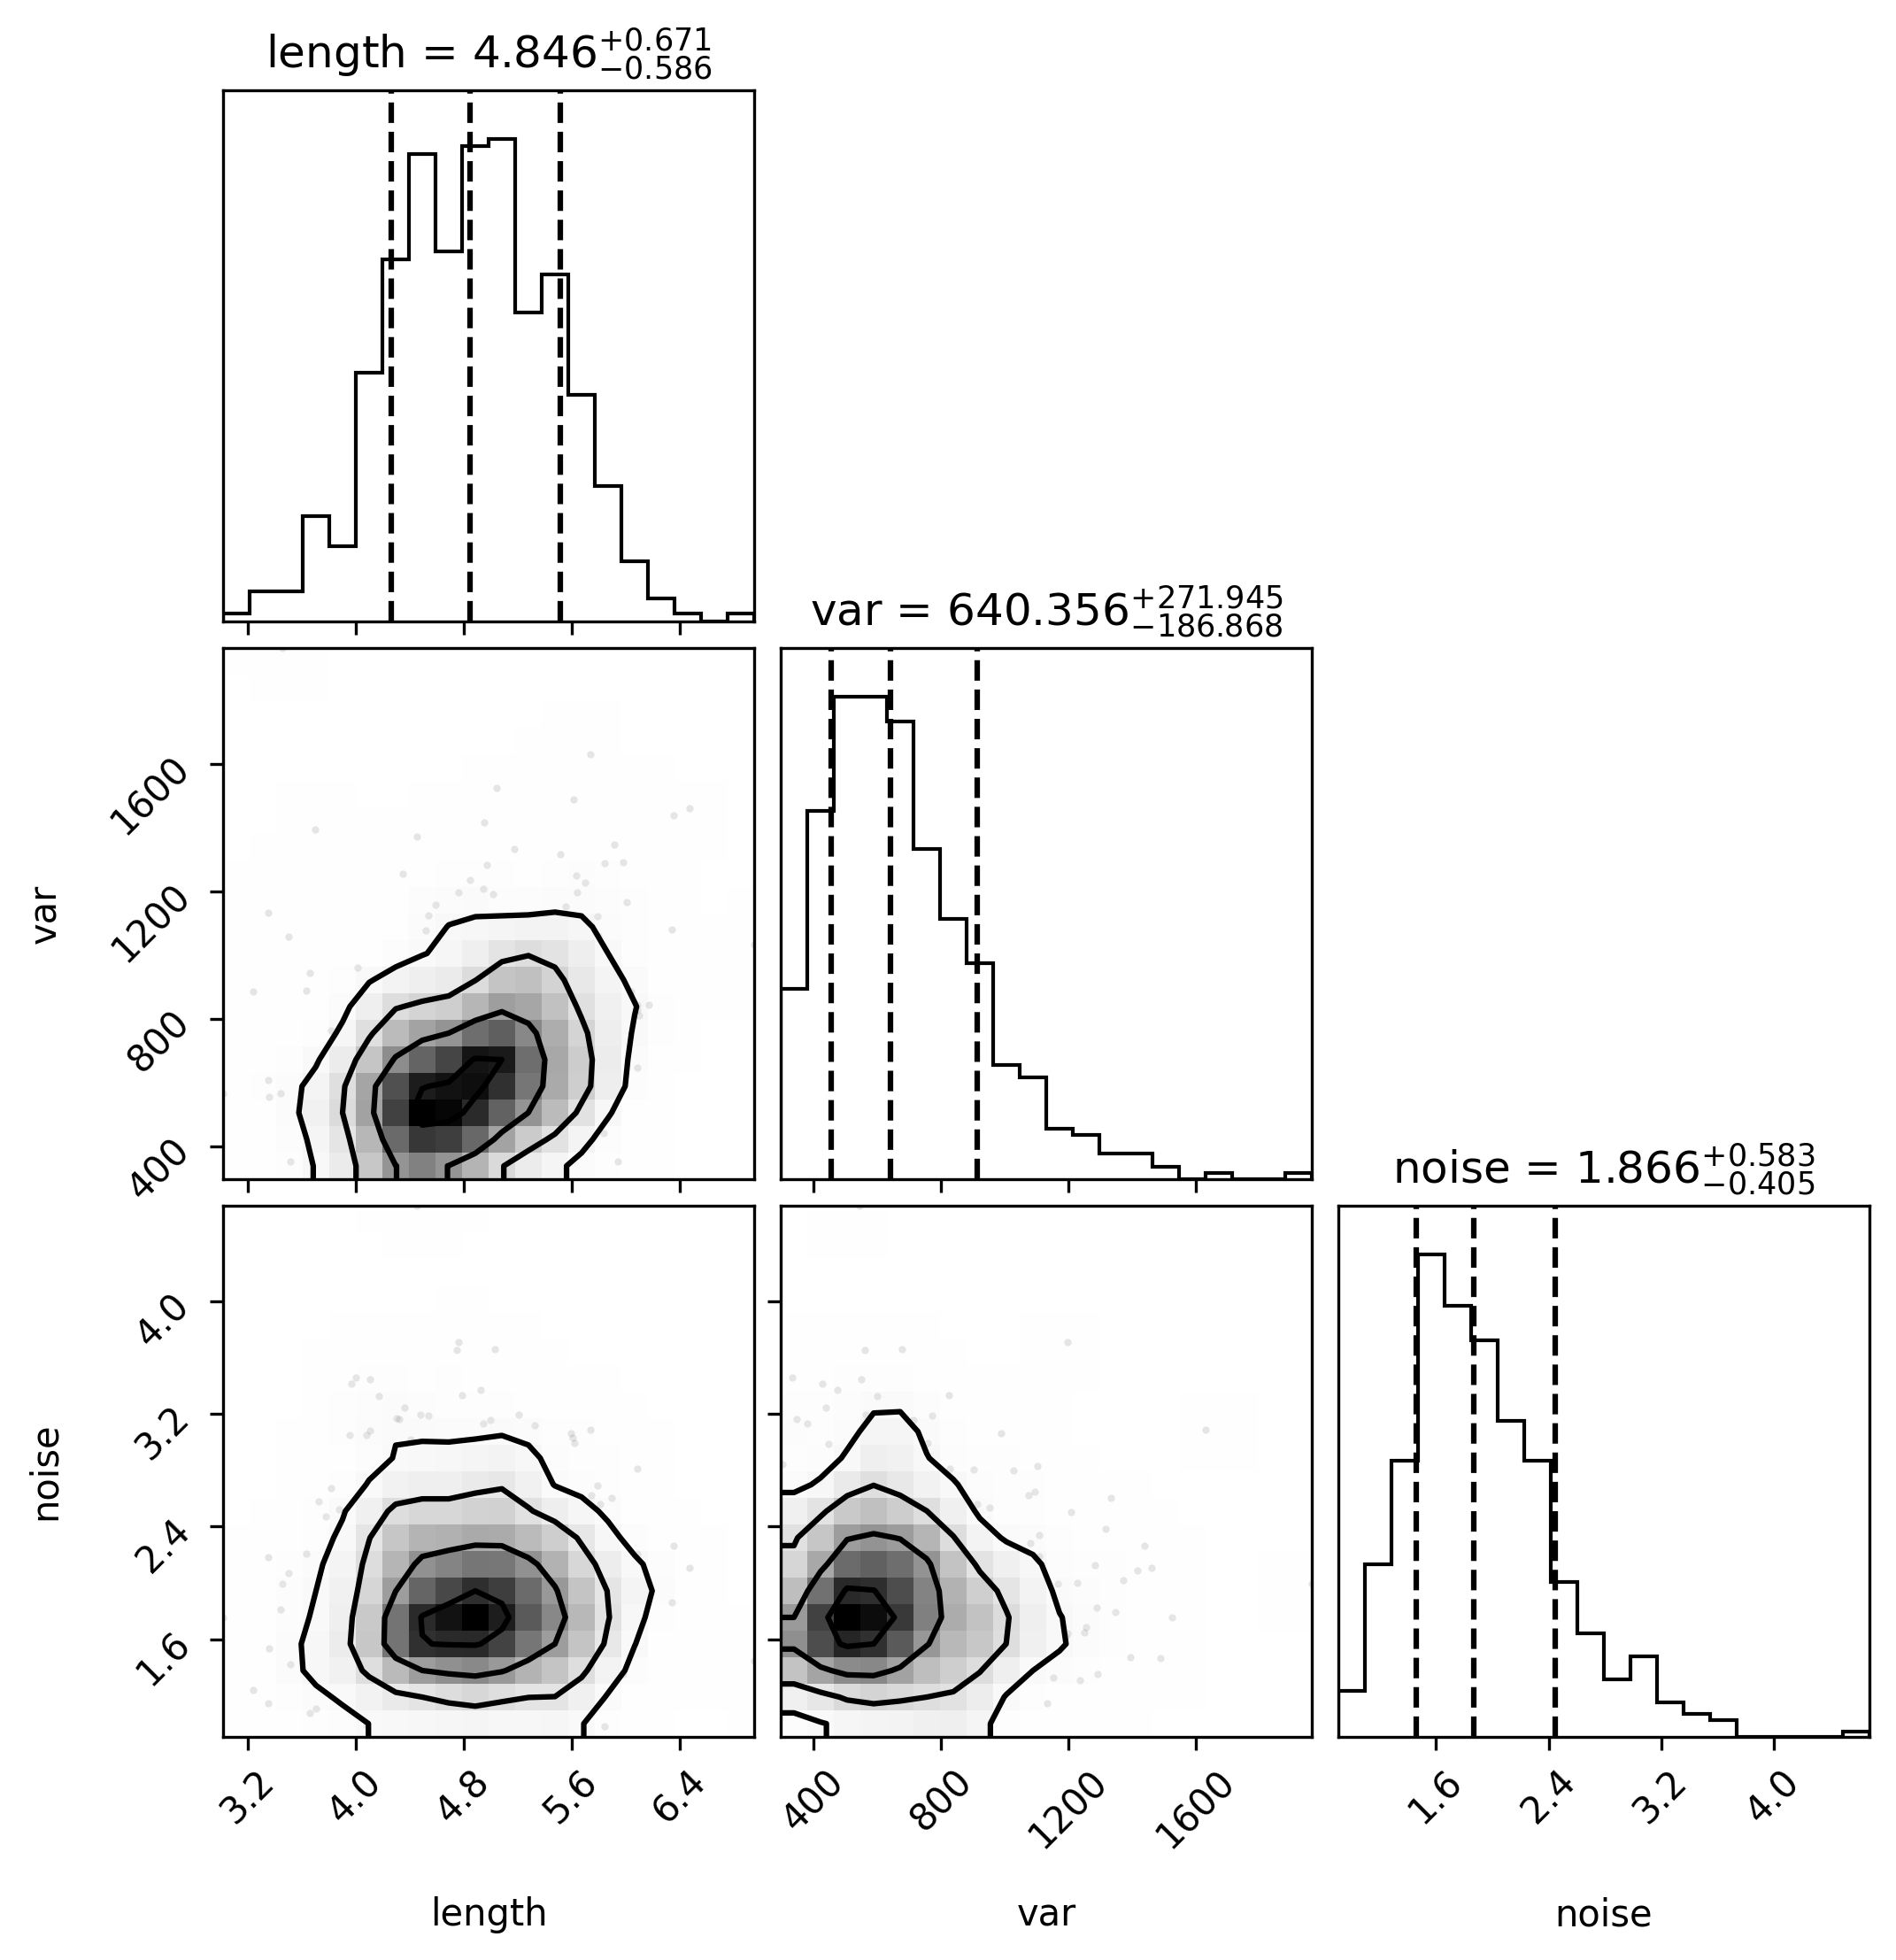 length = 4.846 +0.671 −0.586
var = 640.356 +271.945 −186.868
1600
1200
800
400
var
noise = 1.866 +0.583 −0.405
4.0
3.2
2.4
1.6
noise
3.2 4.0 4.8 5.6 6.4 400 800 1200 1600 1.6 2.4 3.2 4.0
length var noise